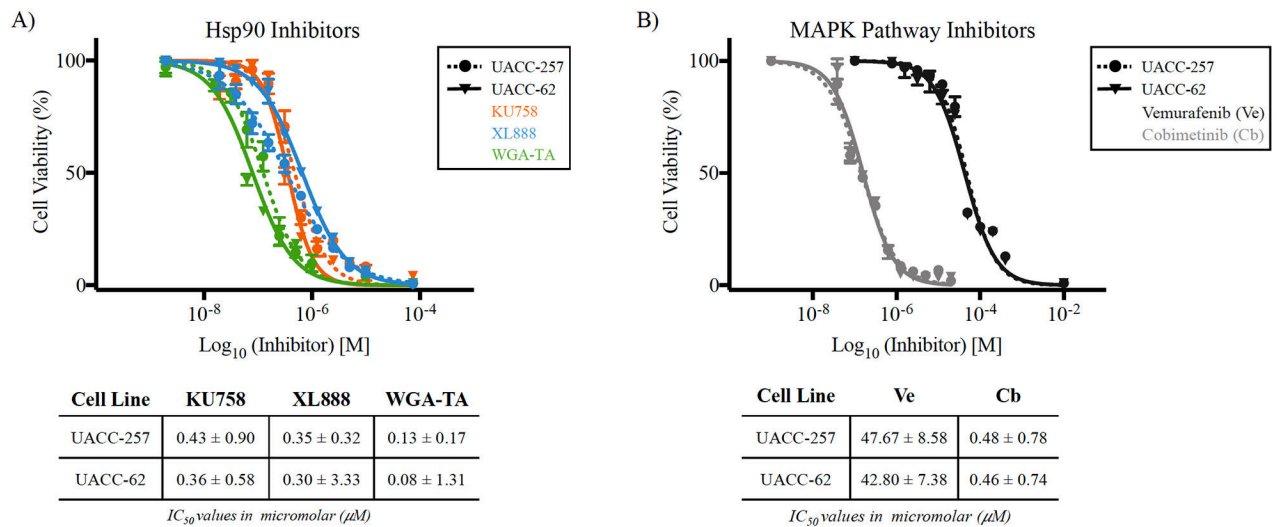 A)
Hsp90 Inhibitors
Cell Viability (%)
100
50
0
10-8
10-6
10-4
Log10 (Inhibitor) [M]
UACC-257
UACC-62
KU758
XL888
WGA-TA
Cell Line KU758 XL888 WGA-TA
UACC-257 0.43 ± 0.90 0.35 ± 0.32 0.13 ± 0.17
UACC-62 0.36 ± 0.58 0.30 ± 3.33 0.08 ± 1.31
IC50 values in micromolar (μM)
B)
MAPK Pathway Inhibitors
Cell Viability (%)
100
50
0
10-8
10-6
10-4
10-2
Log10 (Inhibitor) [M]
UACC-257
UACC-62
Vemurafenib (Ve)
Cobimetinib (Cb)
Cell Line Ve Cb
UACC-257 47.67 ± 8.58 0.48 ± 0.78
UACC-62 42.80 ± 7.38 0.46 ± 0.74
IC50 values in micromolar (μM)